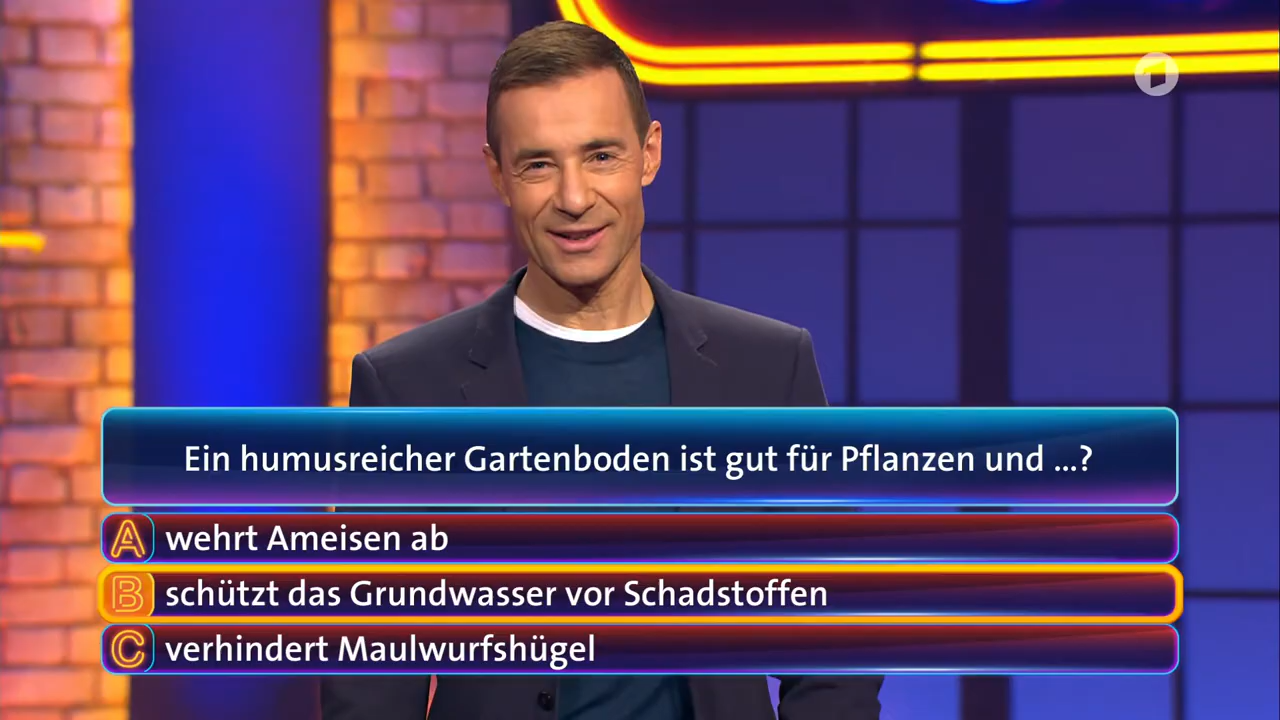 Ein humusreicher Gartenboden ist gut für Pflanzen und ...?
A wehrt Ameisen ab
B schützt das Grundwasser vor Schadstoffen
C verhindert Maulwurfshügel